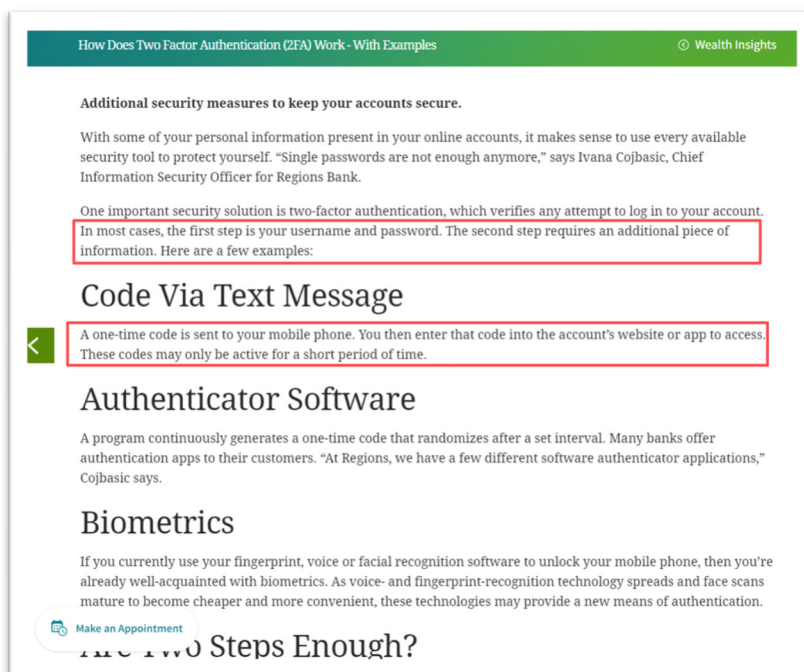 How Does Two Factor Authentication (2FA) Work - With Examples
Wealth Insights
Additional security measures to keep your accounts secure.
With some of your personal information present in your online accounts, it makes sense to use every available
security tool to protect yourself. “Single passwords are not enough anymore,” says Ivana Cojbasic, Chief
Information Security Officer for Regions Bank.
One important security solution is two-factor authentication, which verifies any attempt to log in to your account.
In most cases, the first step is your username and password. The second step requires an additional piece of
information. Here are a few examples:
Code Via Text Message
A one-time code is sent to your mobile phone. You then enter that code into the account’s website or app to access.
These codes may only be active for a short period of time.
Authenticator Software
A program continuously generates a one-time code that randomizes after a set interval. Many banks offer
authentication apps to their customers. “At Regions, we have a few different software authenticator applications,”
Cojbasic says.
Biometrics
If you currently use your fingerprint, voice or facial recognition software to unlock your mobile phone, then you’re
already well-acquainted with biometrics. As voice- and fingerprint-recognition technology spreads and face scans
mature to become cheaper and more convenient, these technologies may provide a new means of authentication.
Make an Appointment
Are Two Steps Enough?